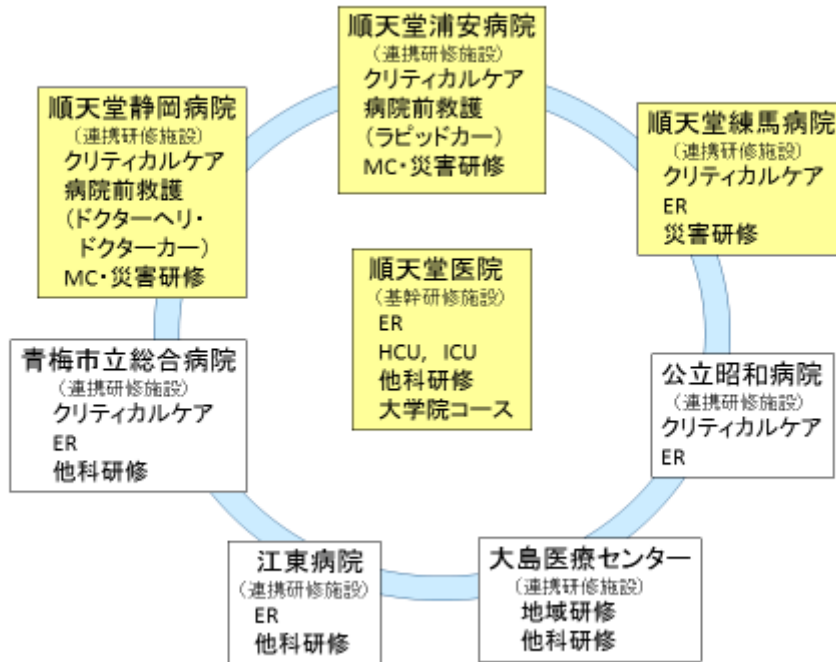 順天堂浦安病院
(連携研修施設)
クリティカルケア
病院前救護
(ラピッドカー)
MC・災害研修
順天堂静岡病院
(連携研修施設)
クリティカルケア
病院前救護
(ドクターヘリ・
ドクターカー)
MC・災害研修
順天堂練馬病院
(連携研修施設)
クリティカルケア
ER
災害研修
順天堂医院
(基幹研修施設)
ER
HCU, ICU
他科研修
大学院コース
青梅市立総合病院
(連携研修施設)
クリティカルケア
ER
他科研修
公立昭和病院
(連携研修施設)
クリティカルケア
ER
江東病院
(連携研修施設)
ER
他科研修
大島医療センター
(連携研修施設)
地域研修
他科研修